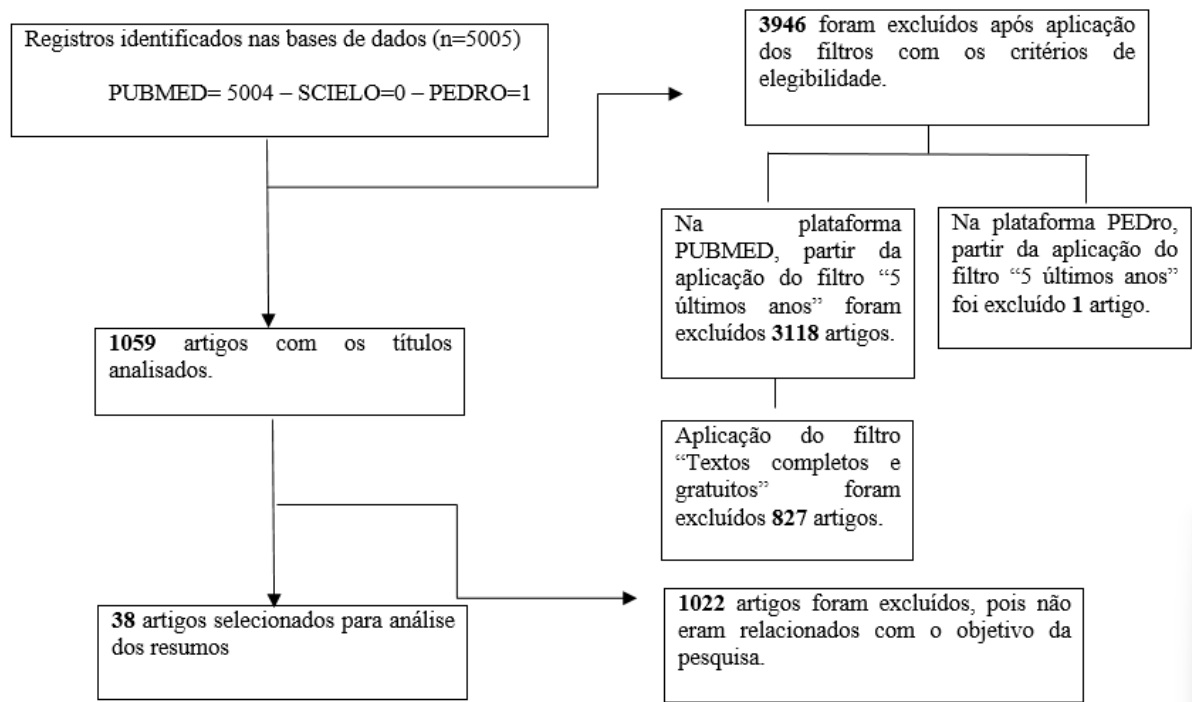 Registros identificados nas bases de dados (n=5005)
PUBMED= 5004 – SCIELO=0 – PEDRO=1
3946 foram excluídos após aplicação
dos filtros com os critérios de
elegibilidade.
Na plataforma
PUBMED, partir da
aplicação do filtro “5
últimos anos” foram
excluídos 3118 artigos.
Na plataforma PEDro,
partir da aplicação do
filtro “5 últimos anos”
foi excluído 1 artigo.
1059 artigos com os títulos
analisados.
Aplicação do filtro
“Textos completos e
gratuitos” foram
excluídos 827 artigos.
38 artigos selecionados para análise
dos resumos
1022 artigos foram excluídos, pois não
eram relacionados com o objetivo da
pesquisa.